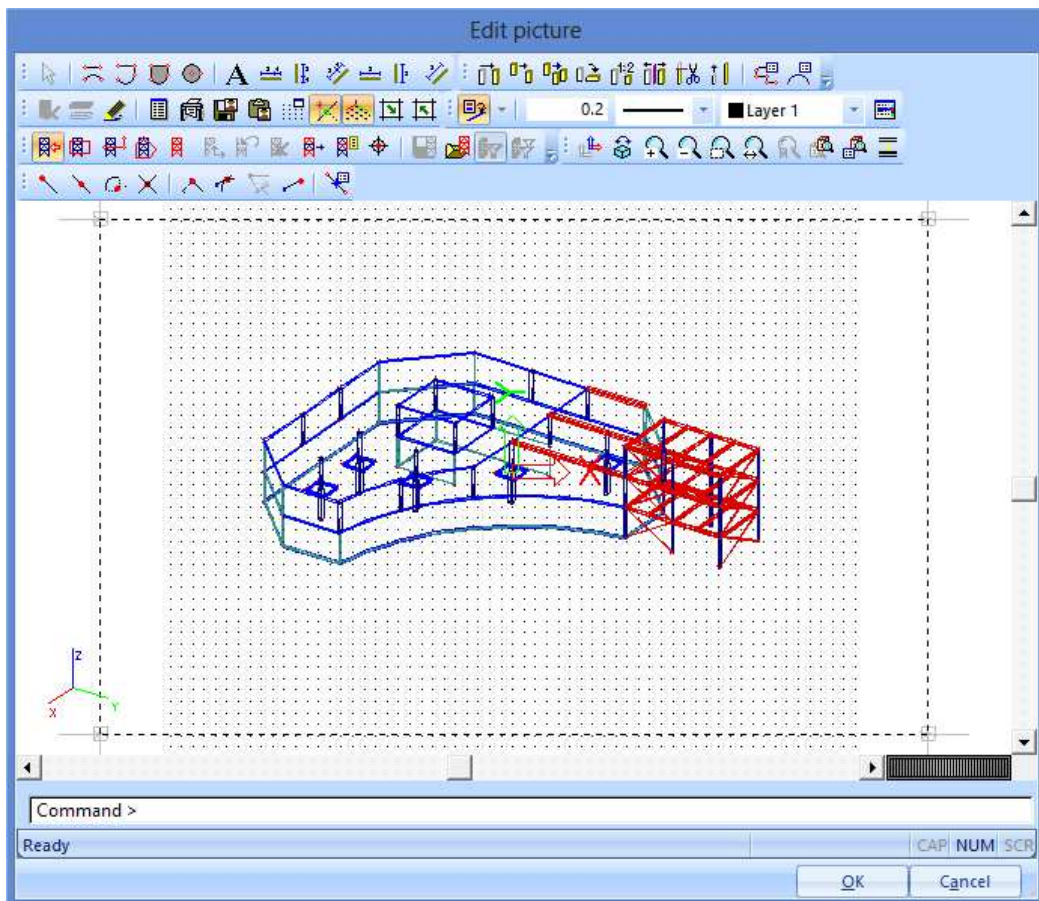 Edit picture
A
0.2 Layer 1
Y
X
Z
X Y
Command >
Ready CAP NUM SCR
OK Cancel